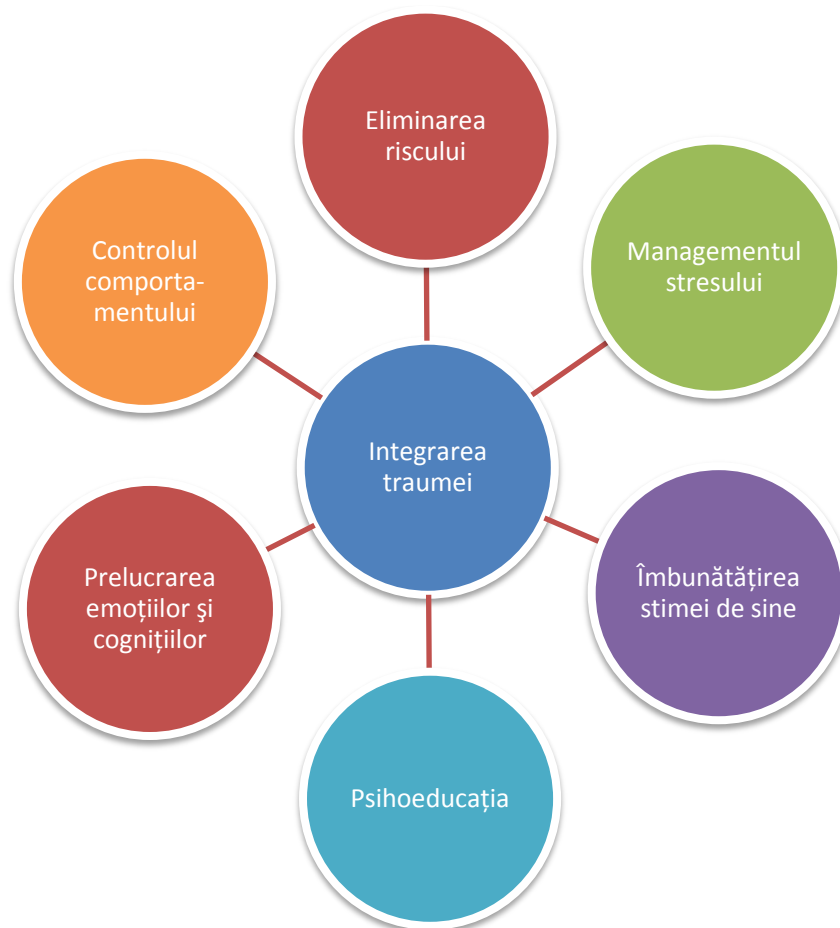 Eliminarea
riscului
Managementul
stresului
Îmbunătățirea
stimei de sine
Psihoeducația
Prelucrarea
emoțiilor şi
cognițiilor
Controlul
comporta-
mentului
Integrarea
traumei